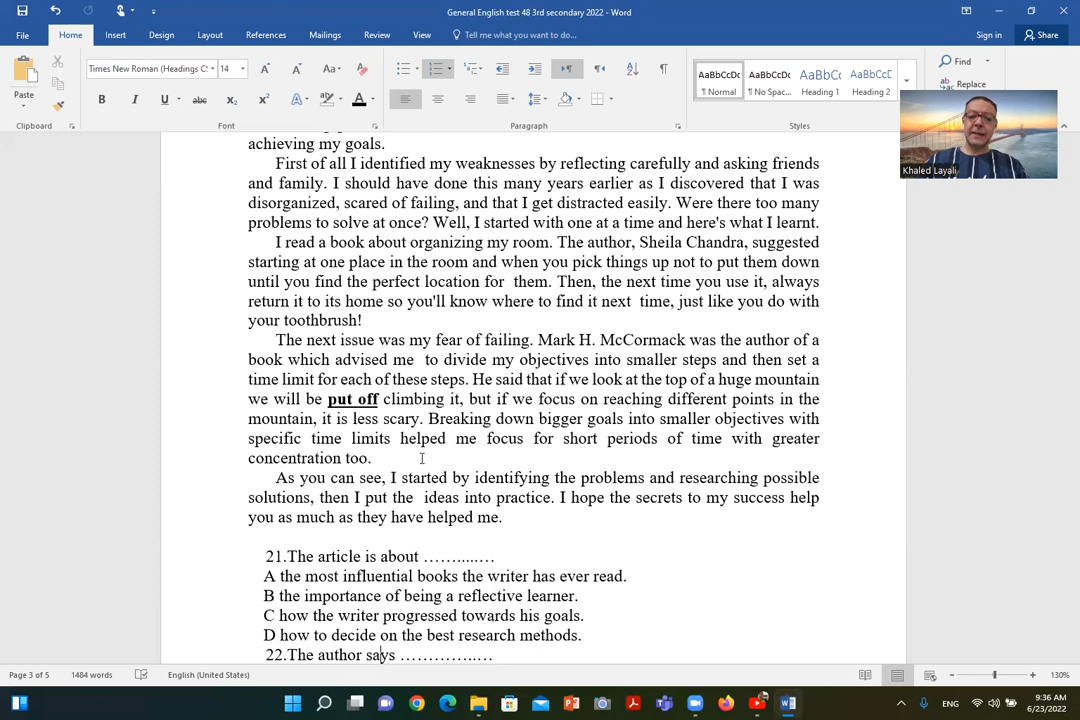 General English test 48 3rd secondary 2022 - Word
Sign in
Share
File
Home
Insert
Design
Layout
References
Mailings
Review
View
Tell me what you want to do...
Paste
Clipboard
Times New Roman (Headings C
14
Font
Paragraph
AaBbCcDc
AaBbCcDc
AaBbCc
AaBbCcD
¶ Normal
¶ No Spac...
Heading 1
Heading 2
Styles
Find
Replace
Khaled Layali
achieving my goals.
First of all I identified my weaknesses by reflecting carefully and asking friends
and family. I should have done this many years earlier as I discovered that I was
disorganized, scared of failing, and that I get distracted easily. Were there too many
problems to solve at once? Well, I started with one at a time and here's what I learnt.
I read a book about organizing my room. The author, Sheila Chandra, suggested
starting at one place in the room and when you pick things up not to put them down
until you find the perfect location for them. Then, the next time you use it, always
return it to its home so you'll know where to find it next time, just like you do with
your toothbrush!
The next issue was my fear of failing. Mark H. McCormack was the author of a
book which advised me to divide my objectives into smaller steps and then set a
time limit for each of these steps. He said that if we look at the top of a huge mountain
we will be put off climbing it, but if we focus on reaching different points in the
mountain, it is less scary. Breaking down bigger goals into smaller objectives with
specific time limits helped me focus for short periods of time with greater
concentration too.
As you can see, I started by identifying the problems and researching possible
solutions, then I put the ideas into practice. I hope the secrets to my success help
you as much as they have helped me.
21.The article is about …….....…
A the most influential books the writer has ever read.
B the importance of being a reflective learner.
C how the writer progressed towards his goals.
D how to decide on the best research methods.
22.The author says …………..…
Page 3 of 5
1484 words
English (United States)
130%
ENG
9:36 AM
6/23/2022